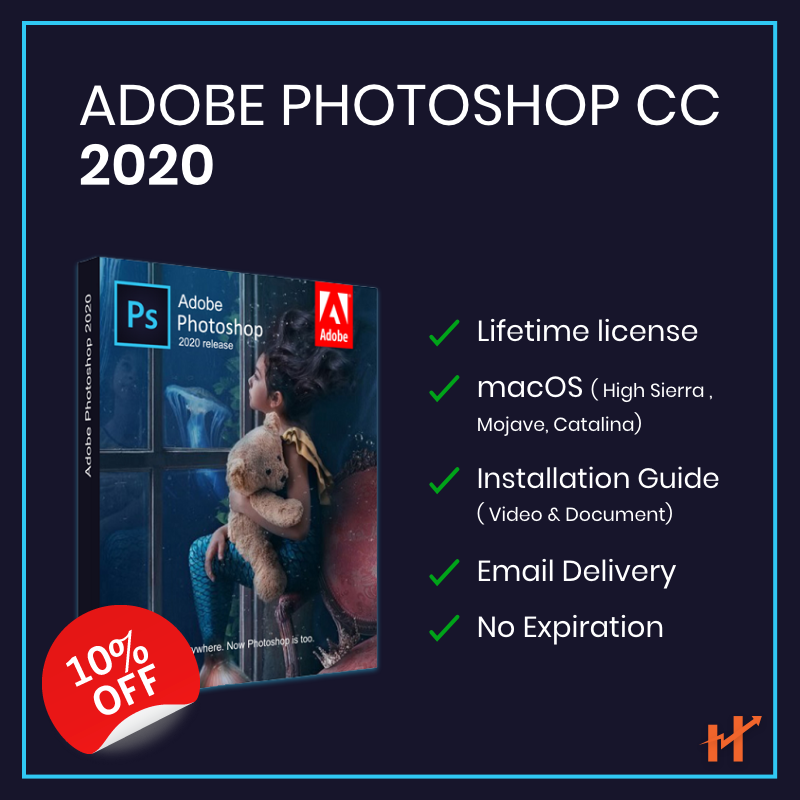 ADOBE PHOTOSHOP CC
2020
Adobe Photoshop 2020
Ps
Adobe
Photoshop
2020 release
Adobe
ywhere. Now Photoshop is too.
10%
OFF
Lifetime license
macOS ( High Sierra ,
Mojave, Catalina)
Installation Guide
( Video & Document)
Email Delivery
No Expiration